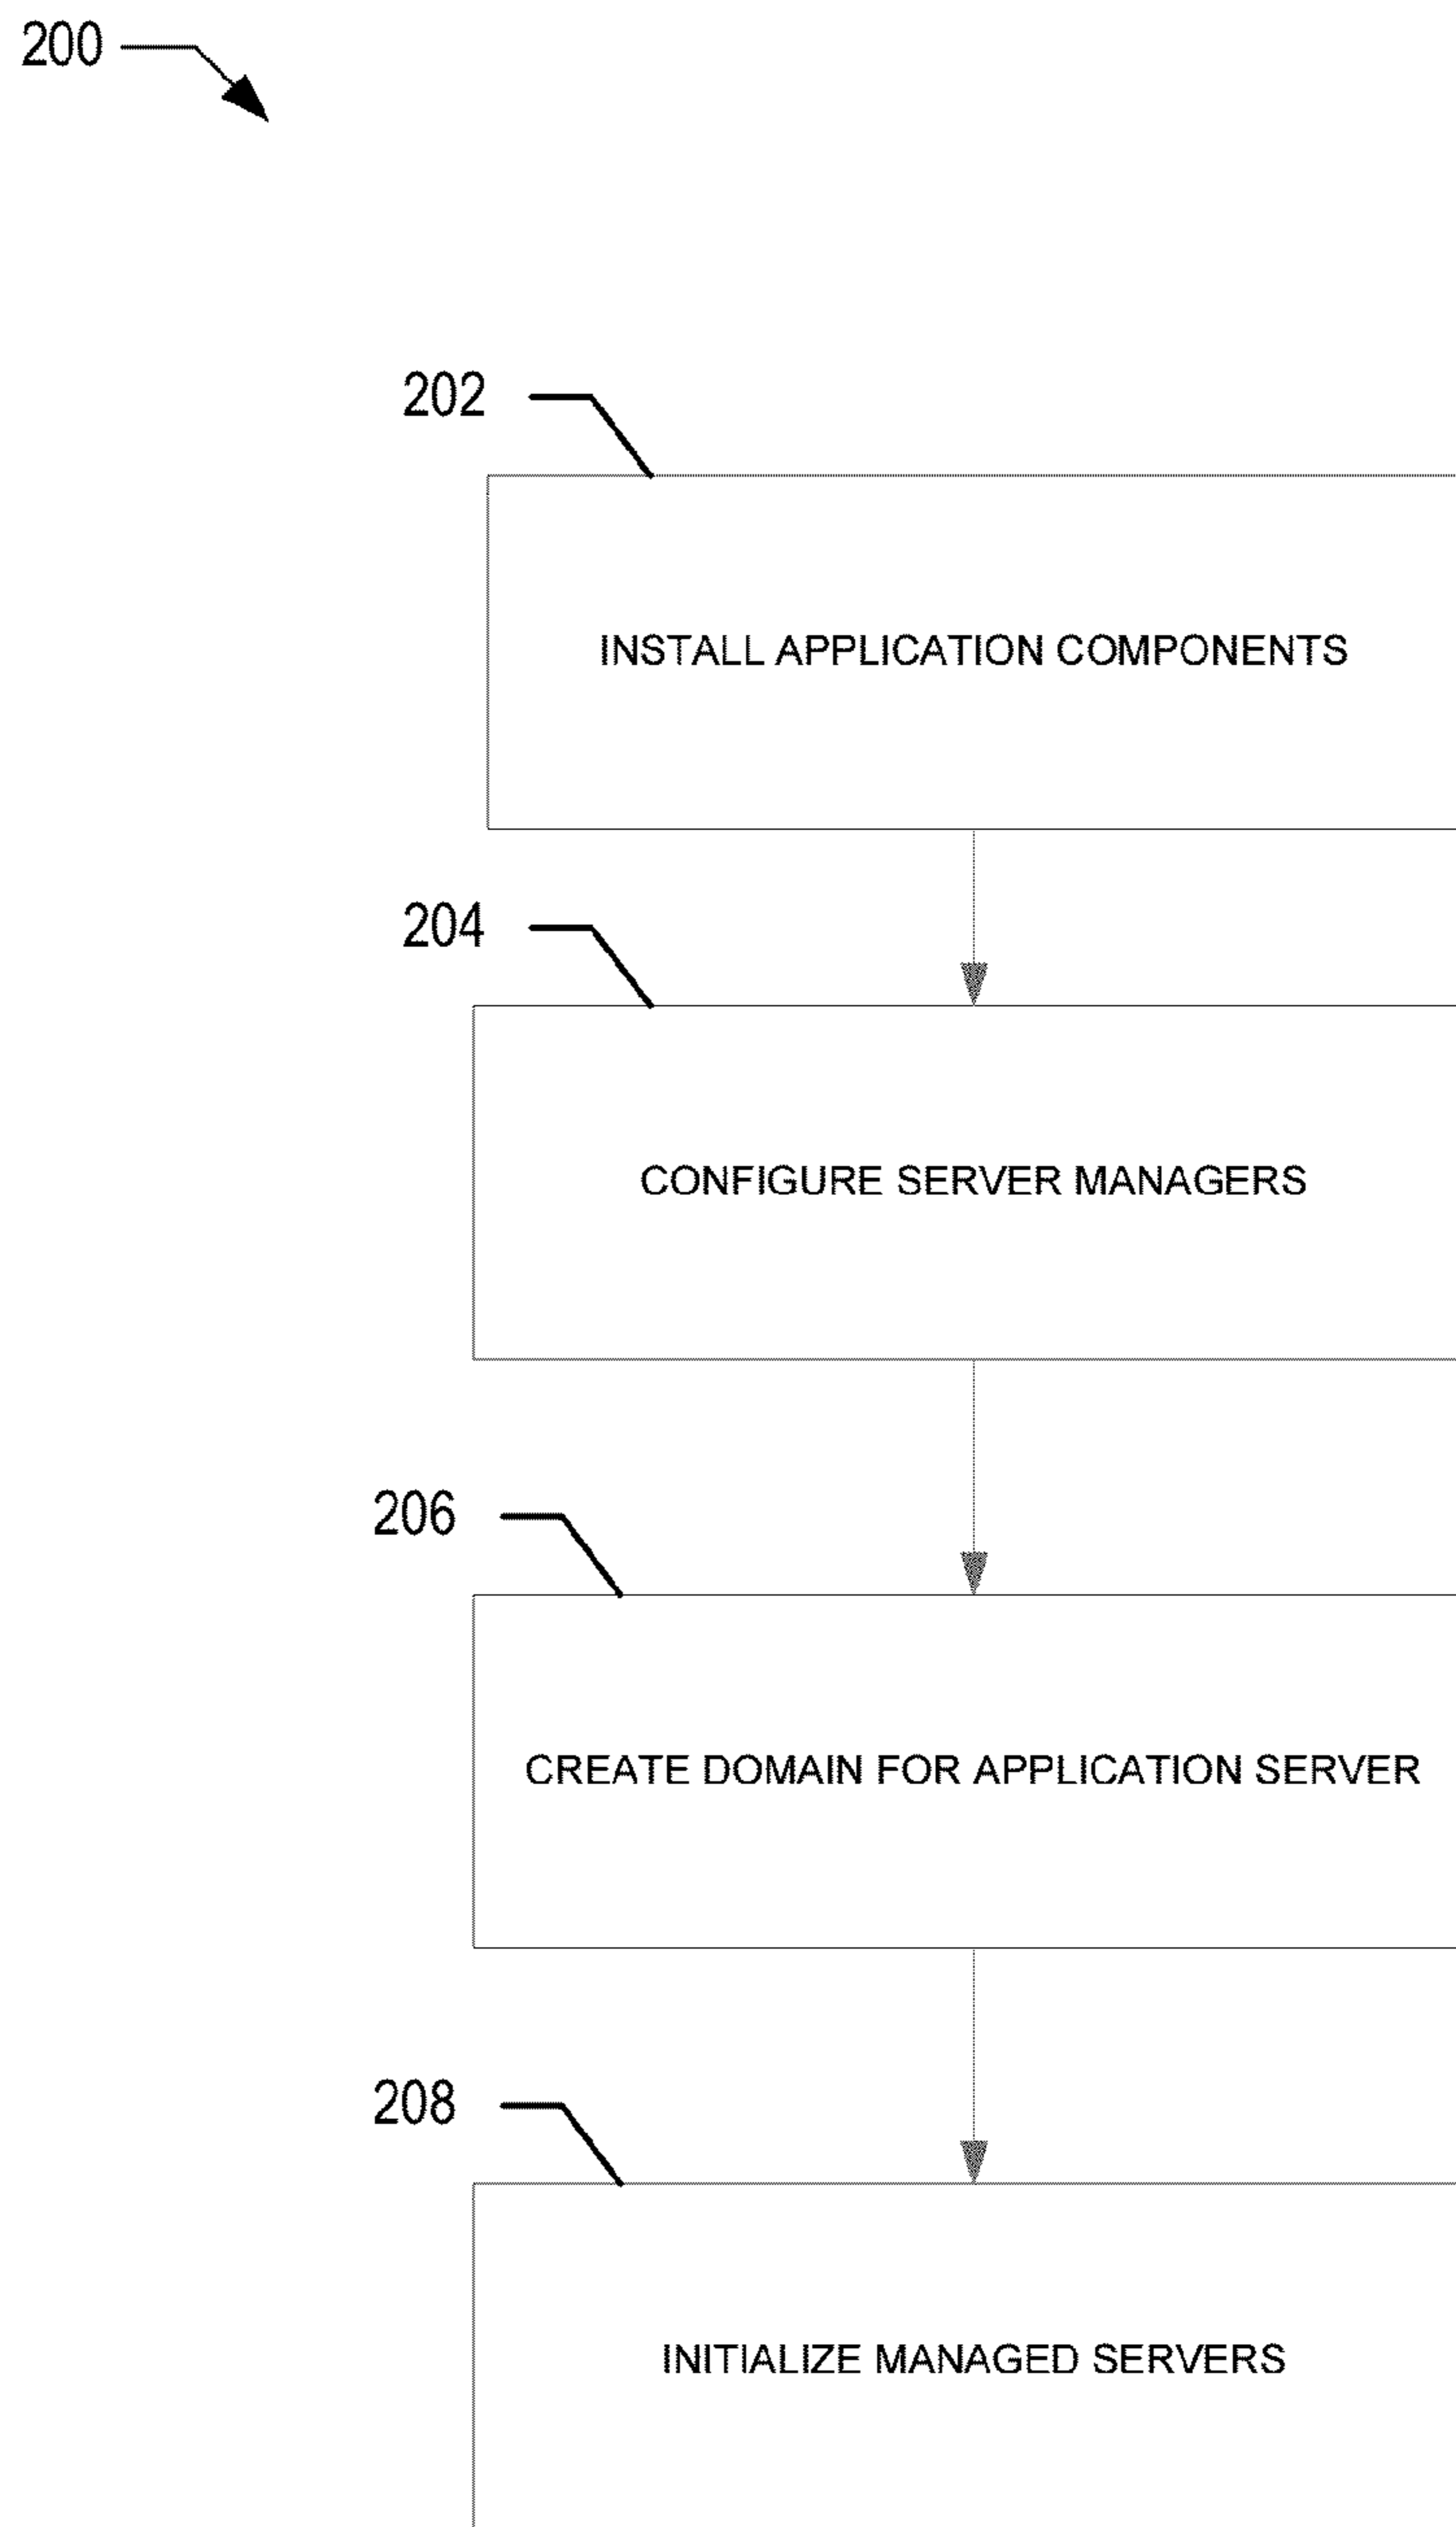 200
202
INSTALL APPLICATION COMPONENTS
204
CONFIGURE SERVER MANAGERS
206
CREATE DOMAIN FOR APPLICATION SERVER
208
INITIALIZE MANAGED SERVERS